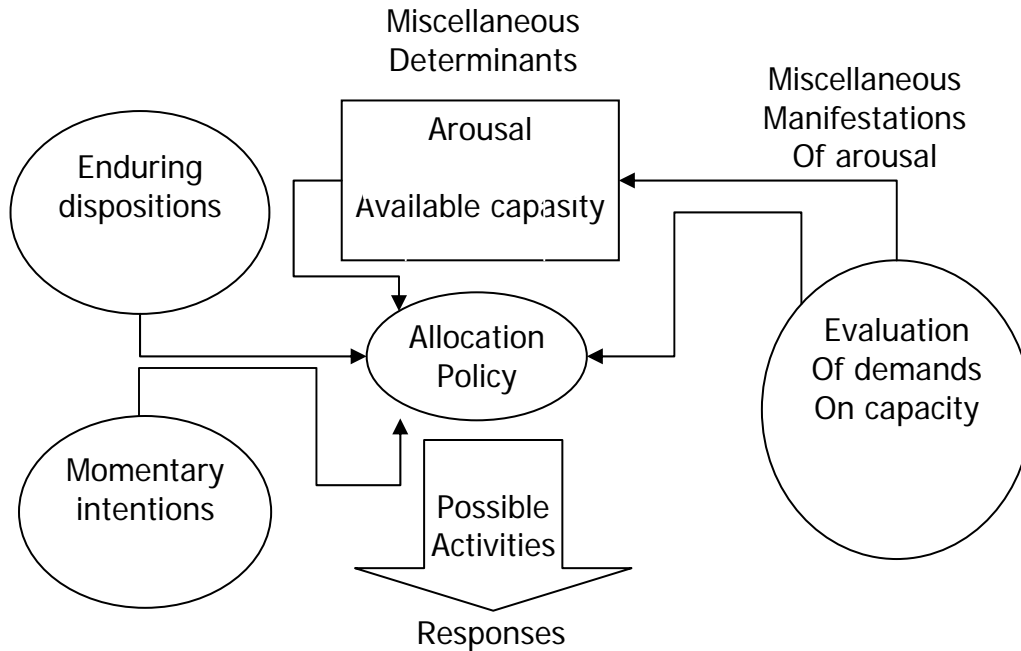 Miscellaneous
Determinants
Miscellaneous
Manifestations
Of arousal
Arousal
Available capasity
Enduring
dispositions
Allocation
Policy
Evaluation
Of demands
On capacity
Momentary
intentions
Possible
Activities
Responses